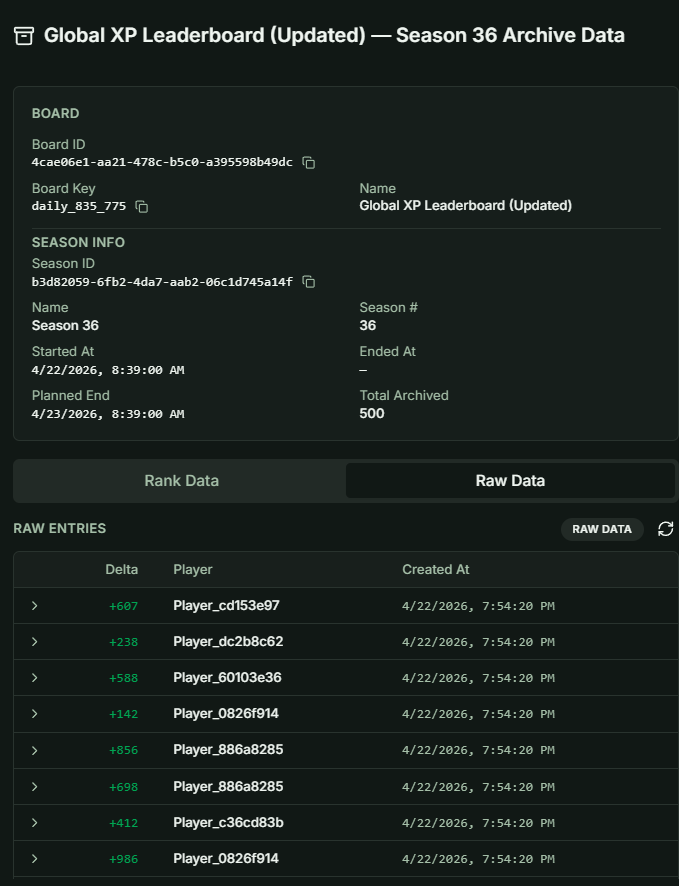 Global XP Leaderboard (Updated) — Season 36 Archive Data
BOARD
Board ID
4cae06e1-aa21-478c-b5c0-a395598b49dc
Board Key
daily_835_775
Name
Global XP Leaderboard (Updated)
SEASON INFO
Season ID
b3d82059-6fb2-4da7-aab2-06c1d745a14f
Name
Season 36
Season #
36
Started At
4/22/2026, 8:39:00 AM
Ended At
—
Planned End
4/23/2026, 8:39:00 AM
Total Archived
500
Rank Data Raw Data
RAW ENTRIES RAW DATA
Delta Player Created At
+607 Player_cd153e97 4/22/2026, 7:54:20 PM
+238 Player_dc2b8c62 4/22/2026, 7:54:20 PM
+588 Player_60103e36 4/22/2026, 7:54:20 PM
+142 Player_0826f914 4/22/2026, 7:54:20 PM
+856 Player_886a8285 4/22/2026, 7:54:20 PM
+698 Player_886a8285 4/22/2026, 7:54:20 PM
+412 Player_c36cd83b 4/22/2026, 7:54:20 PM
+986 Player_0826f914 4/22/2026, 7:54:20 PM